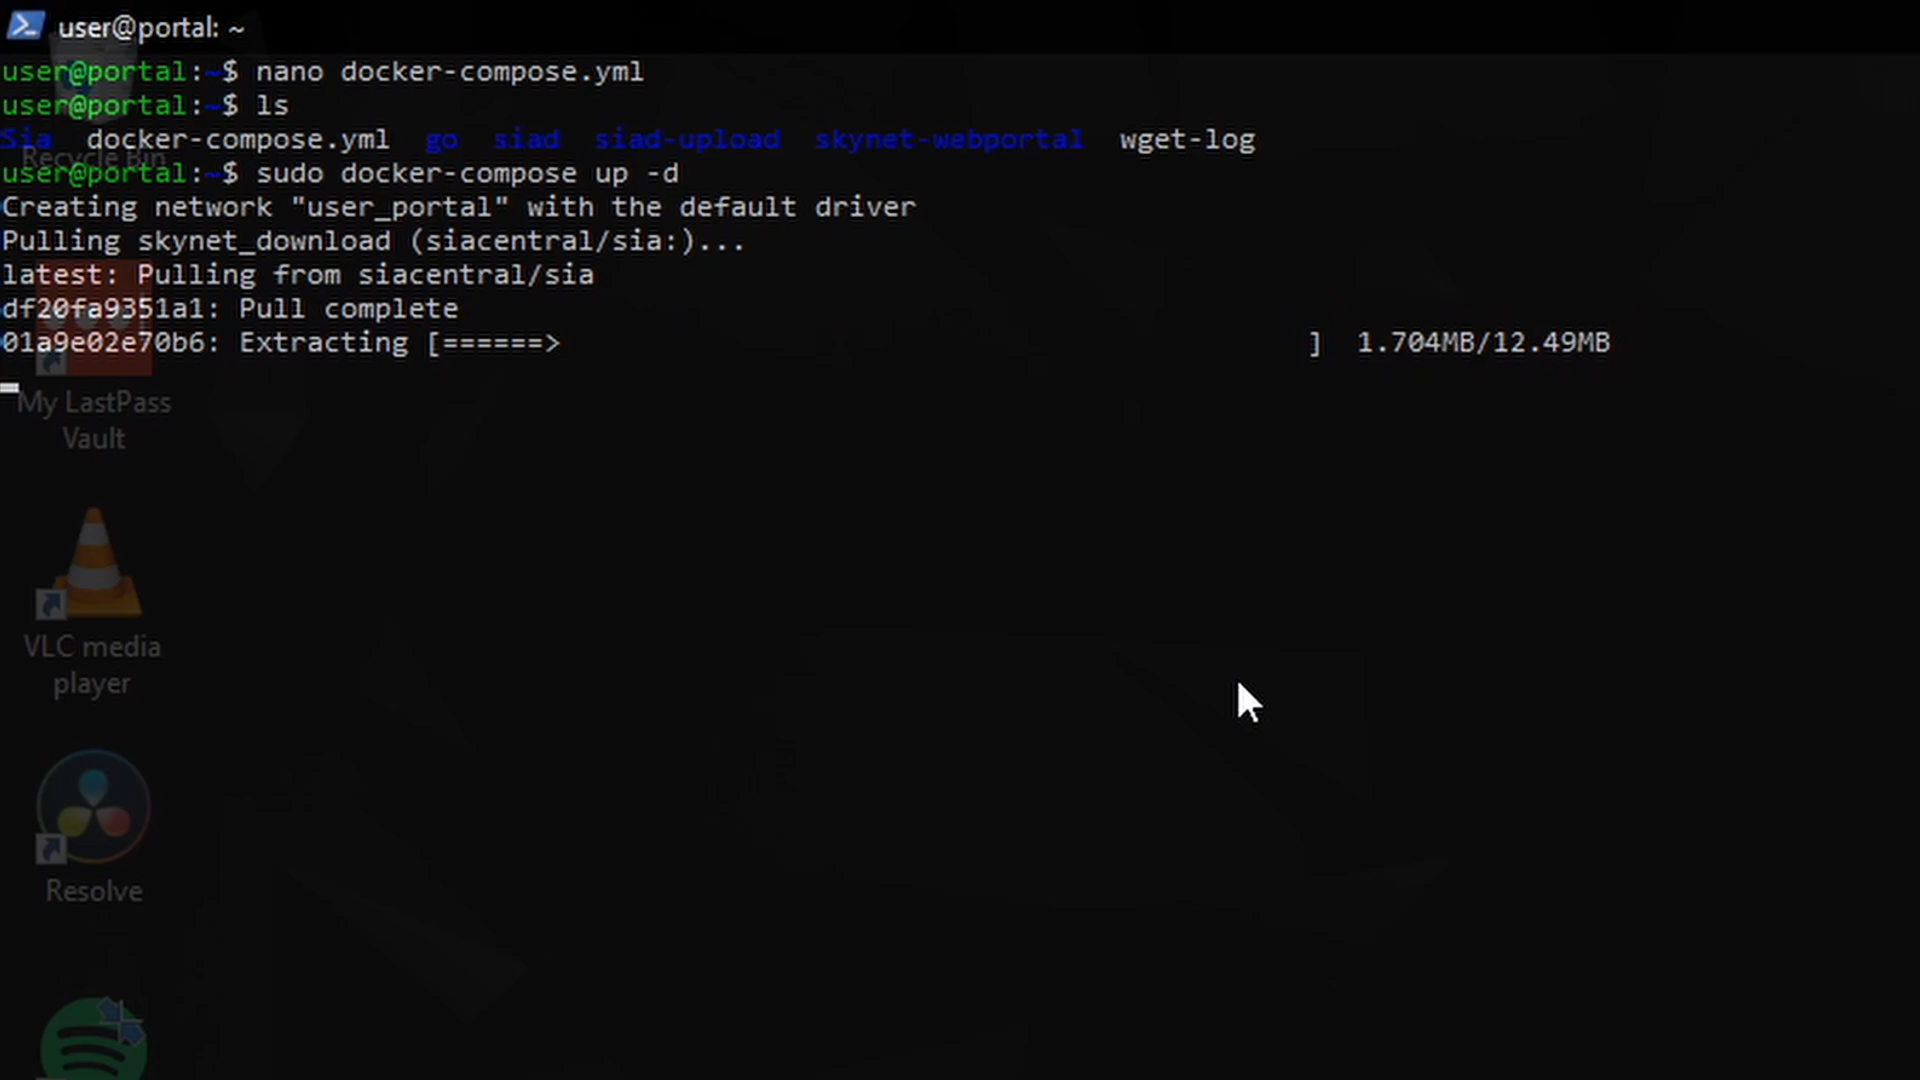 user@portal: ~
user@portal:~$ nano docker-compose.yml
user@portal:~$ ls
Sia  docker-compose.yml  go  siad  siad-upload  skynet-webportal  wget-log
Recycle Bin
user@portal:~$ sudo docker-compose up -d
Creating network "user_portal" with the default driver
Pulling skynet_download (siacentral/sia:)...
latest: Pulling from siacentral/sia
df20fa9351a1: Pull complete
01a9e02e70b6: Extracting [======>                                            ]  1.704MB/12.49MB
My LastPass
Vault
VLC media
player
Resolve